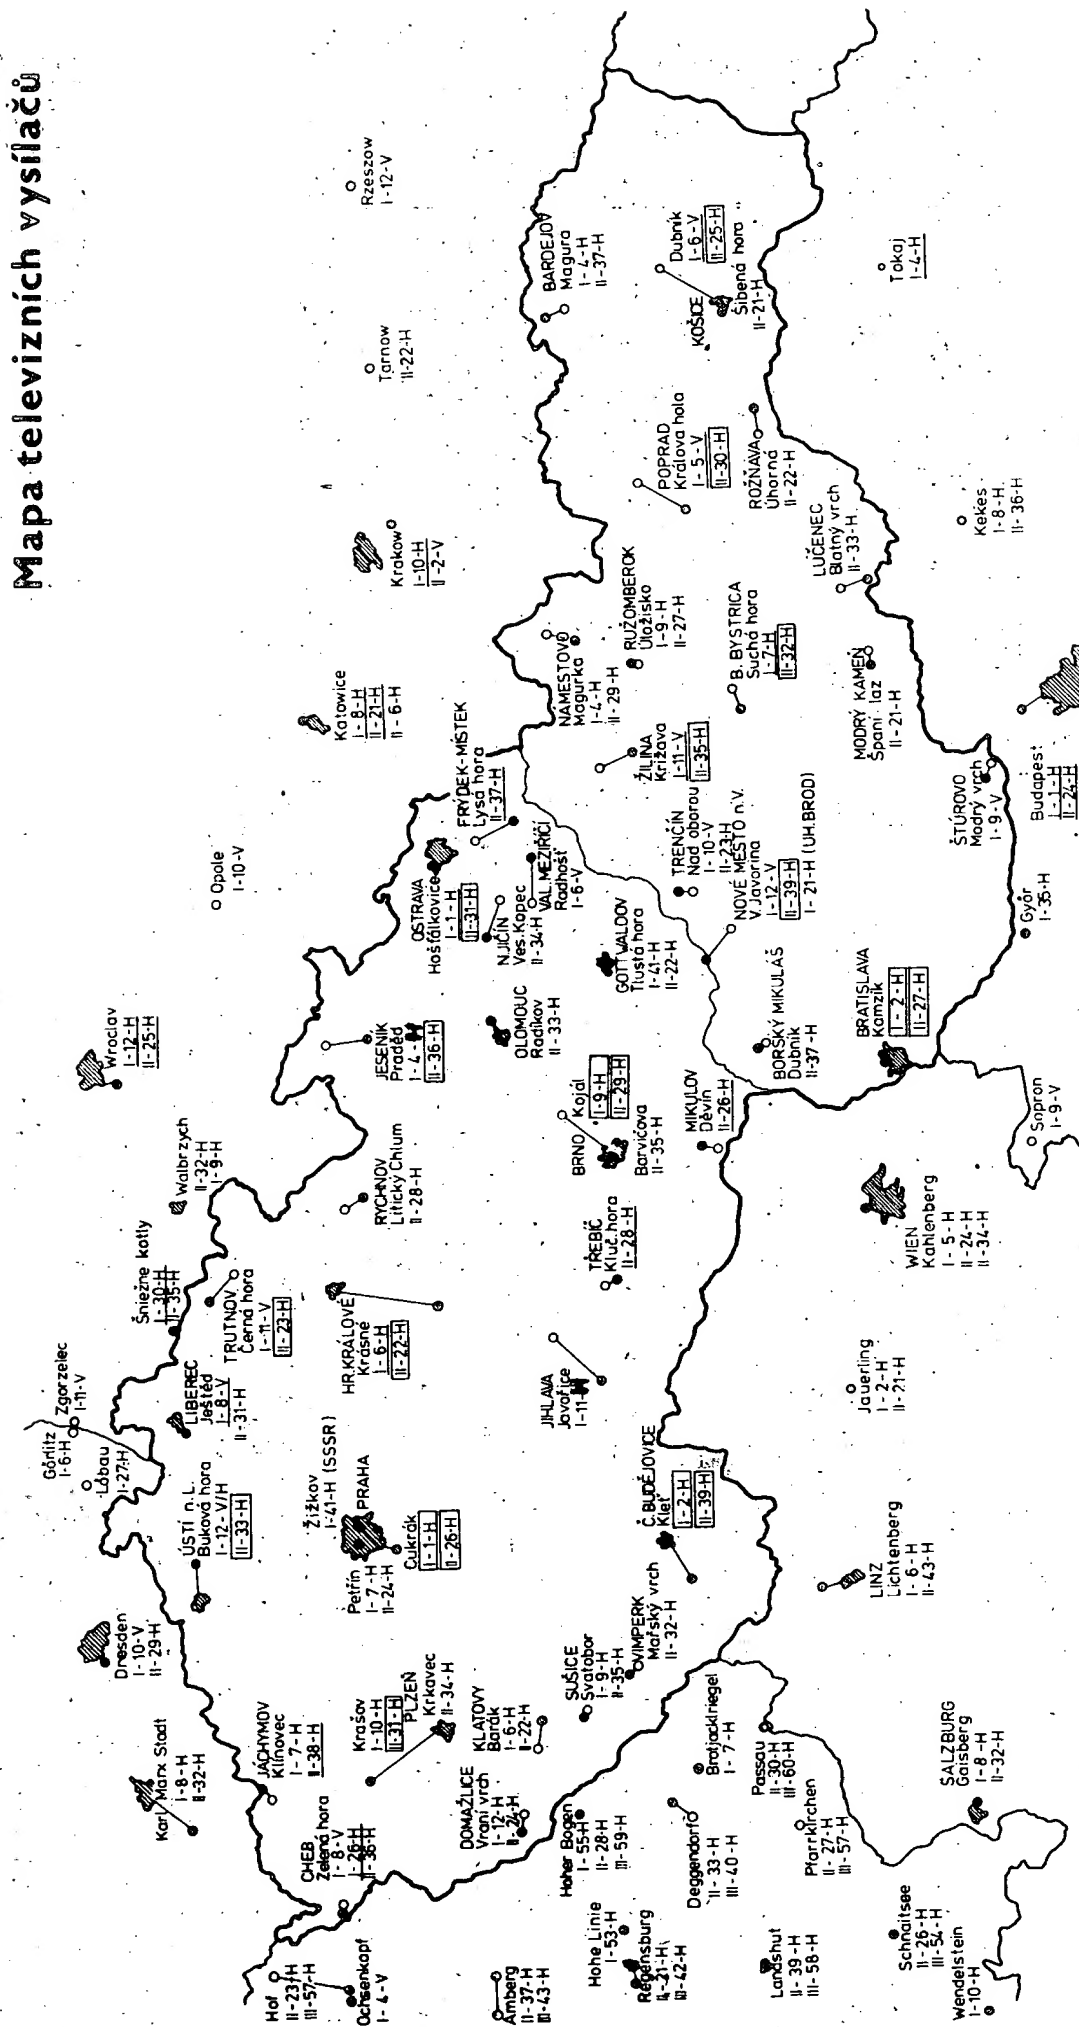 Mapa televizních vysílačů
Görlitz
I-6-H
Zgorzelec
I-11-V
Löbau
I-27-H
Śniežne kotly
I-30-H
II-35-H
Walbrzych
II-32-H
I-9-H
Wroclav
I-12-H
II-25-H
Opole
I-10-V
Katowice
I-8-H
II-21-H
II-6-H
Krakow
I-10-H
II-2-V
Tarnow
II-22-H
Rzeszow
I-12-V
Dresden
I-10-V
II-29-H
Karl Marx Stadt
I-8-H
II-32-H
ÚSTÍ n.L.
Buková hora
I-12-V/H
II-33-H
LIBEREC
Ještěd
I-8-V
II-31-H
TRUTNOV
Černá hora
I-11-V
II-23-H
JÁCHYMOV
Klínovec
I-7-H
II-38-H
CHEB
Zelená hora
I-8-V
I-26-H
II-36-H
Hof
II-23-H
III-57-H
Ochsenkopf
I-4-V
Žižkov
I-41-H (SSSR)
PRAHA
Petřín
I-7-H
II-24-H
Cukrák
I-1-H
II-26-H
HR.KRÁLOVÉ
Krásné
I-6-H
II-22-H
RYCHNOV
Litický Chlum
II-28-H
JESENÍK
Praděd
I-4-H
II-36-H
OSTRAVA
Hošťálkovice
I-1-H
II-31-H
FRÝDEK-MÍSTEK
Lysá hora
II-37-H
Krašov
I-10-H
II-31-H
PLZEŇ
Krkavec
II-34-H
KLATOVY
Barák
I-6-H
II-22-H
DOMAŽLICE
Vraní vrch
I-12-H
II-24-H
Amberg
II-37-H
III-43-H
OLOMOUC
Radíkov
II-33-H
N.JIČÍN
Ves.Kopec
II-34-H
VAL.MEZIŘÍČÍ
Radhošť
I-6-V
NÁMESTOVO
Magurka
I-4-H
II-29-H
BARDEJOV
Magura
I-4-H
II-37-H
Hoher Bogen
I-55-H
II-28-H
III-59-H
Hohe Linie
I-53-H
Regensburg
II-21-H
III-42-H
SUŠICE
Svatobor
I-9-H
II-35-H
VIMPERK
Mařský vrch
II-32-H
JIHLAVA
Javořice
Č.BUDĚJOVICE
Kleť
I-2-H
II-39-H
TŘEBÍČ
Kluč.hora
II-28-H
BRNO
Kojál
I-9-H
II-29-H
Barvičova
II-35-H
MIKULOV
Děvín
II-26-H
GOTTWALDOV
Tlustá hora
I-41-H
II-22-H
TRENČÍN
Nad oborou
I-10-V
II-23-H
ŽILINA
Križava
I-11-V
II-35-H
RUŽOMBEROK
Úložisko
I-9-H
II-27-H
POPRAD
Králova hola
I-5-V
II-30-H
Dubník
I-6-V
II-25-H
KOŠICE
Šibená hora
II-21-H
NOVÉ MESTO n.V.
V.Javorina
I-12-V
II-39-H
I-21-H (UH.BROD)
B. BYSTRICA
Suchá hora
I-7-H
II-32-H
ROŽŇAVA
Úhorná
II-22-H
Deggendorf
II-33-H
III-40-H
Brotjacklriegel
I-7-H
Passau
II-30-H
III-60-H
Landshut
II-39-H
III-58-H
Pfarrkirchen
II-27-H
III-57-H
BORSKÝ MIKULÁŠ
Dubník
II-37-H
LUČENEC
Blatný vrch
II-33-H
MODRÝ KAMEŇ
Španí laz
II-21-H
BRATISLAVA
Kamzík
I-2-H
II-27-H
Jauerling
I-2-H
II-21-H
LINZ
Lichtenberg
I-6-H
II-43-H
WIEN
Kahlenberg
I-5-H
II-24-H
II-34-H
Tokaj
I-4-H
Kekes
I-8-H
II-36-H
Schnaitsee
II-26-H
III-54-H
Wendelstein
I-10-H
SALZBURG
Gaisberg
I-8-H
II-32-H
ŠTÚROVO
Modrý vrch
I-9-V
Sopron
I-9-V
Győr
I-35-H
Budapest
I-1-H
II-24-H